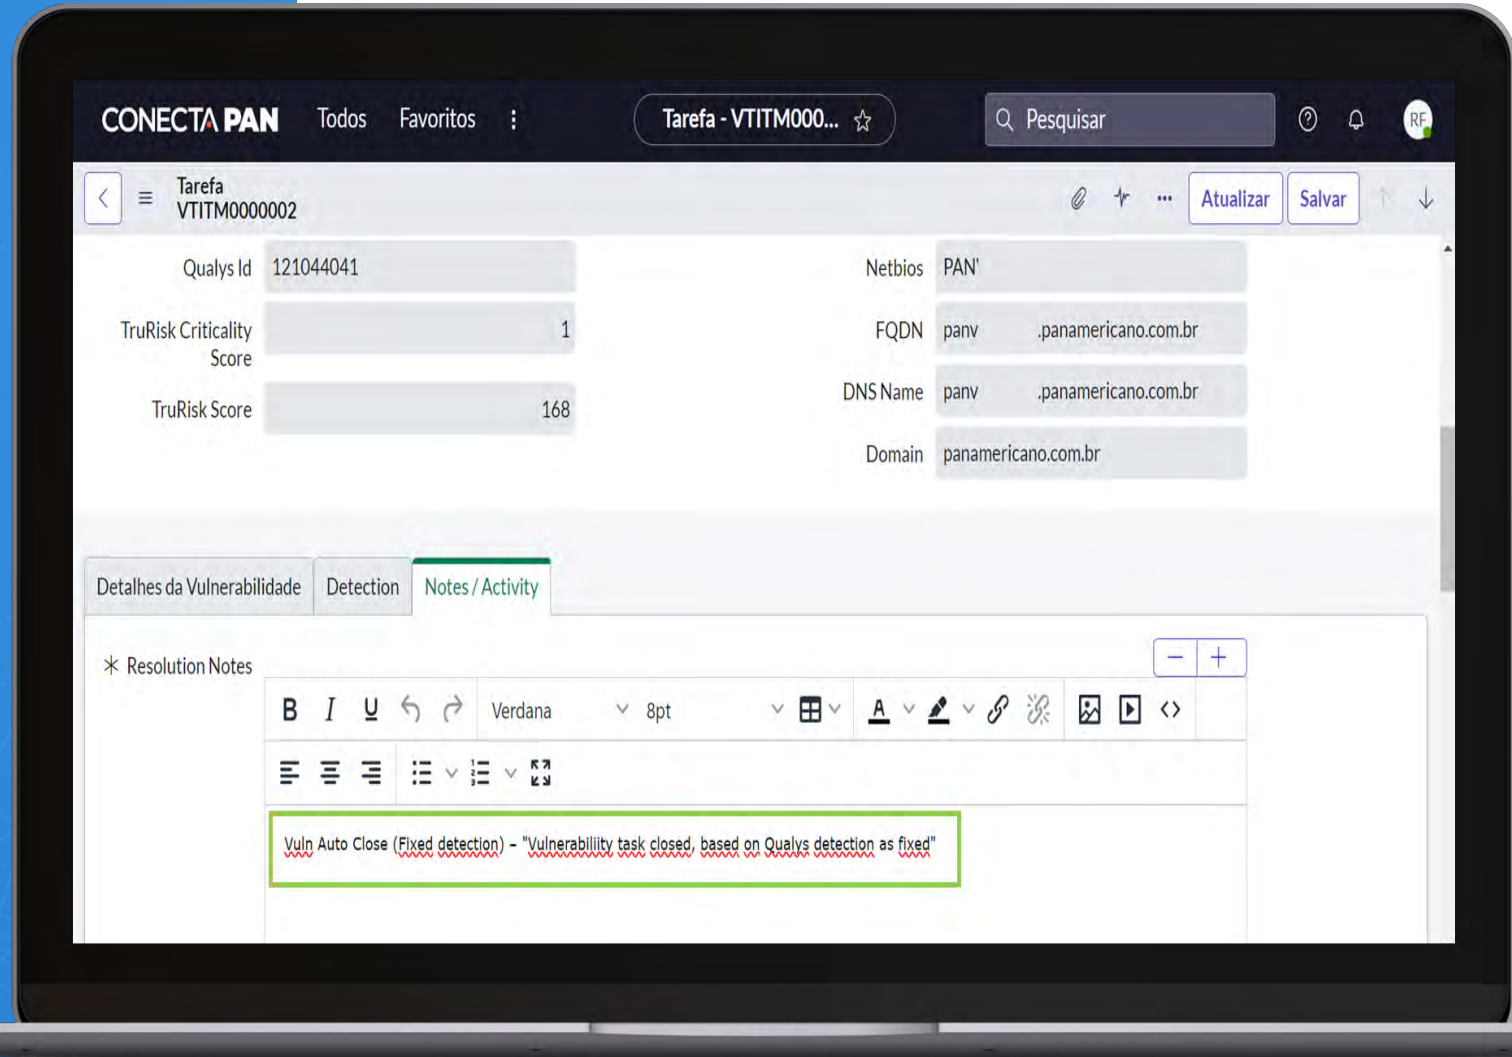 CONECTA PAN Todos Favoritos Tarefa - VTITM000... Pesquisar RF
Tarefa
VTITM0000002
Atualizar Salvar
Qualys Id 121044041 Netbios PAN'
TruRisk Criticality Score 1 FQDN panv .panamericano.com.br
DNS Name panv .panamericano.com.br
TruRisk Score 168
Domain panamericano.com.br
Detalhes da Vulnerabilidade Detection Notes / Activity
Resolution Notes
B I U Verdana 8pt A
Vuln Auto Close (Fixed detection) – "Vulnerabiliity task closed, based on Qualys detection as fixed"